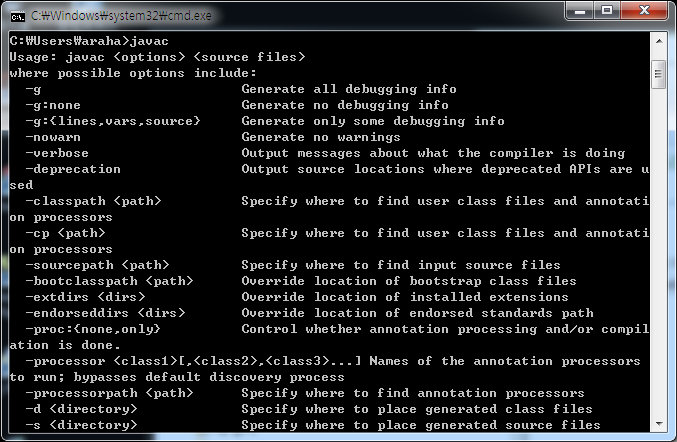 C:₩Windows₩system32₩cmd.exe
C:₩Users₩araha>javac
Usage: javac <options> <source files>
where possible options include:
  -g                         Generate all debugging info
  -g:none                    Generate no debugging info
  -g:{lines,vars,source}     Generate only some debugging info
  -nowarn                    Generate no warnings
  -verbose                   Output messages about what the compiler is doing
  -deprecation               Output source locations where deprecated APIs are u
sed
  -classpath <path>          Specify where to find user class files and annotati
on processors
  -cp <path>                 Specify where to find user class files and annotati
on processors
  -sourcepath <path>         Specify where to find input source files
  -bootclasspath <path>      Override location of bootstrap class files
  -extdirs <dirs>            Override location of installed extensions
  -endorseddirs <dirs>       Override location of endorsed standards path
  -proc:{none,only}          Control whether annotation processing and/or compil
ation is done.
  -processor <class1>[,<class2>,<class3>...] Names of the annotation processors
to run; bypasses default discovery process
  -processorpath <path>      Specify where to find annotation processors
  -d <directory>             Specify where to place generated class files
  -s <directory>             Specify where to place generated source files